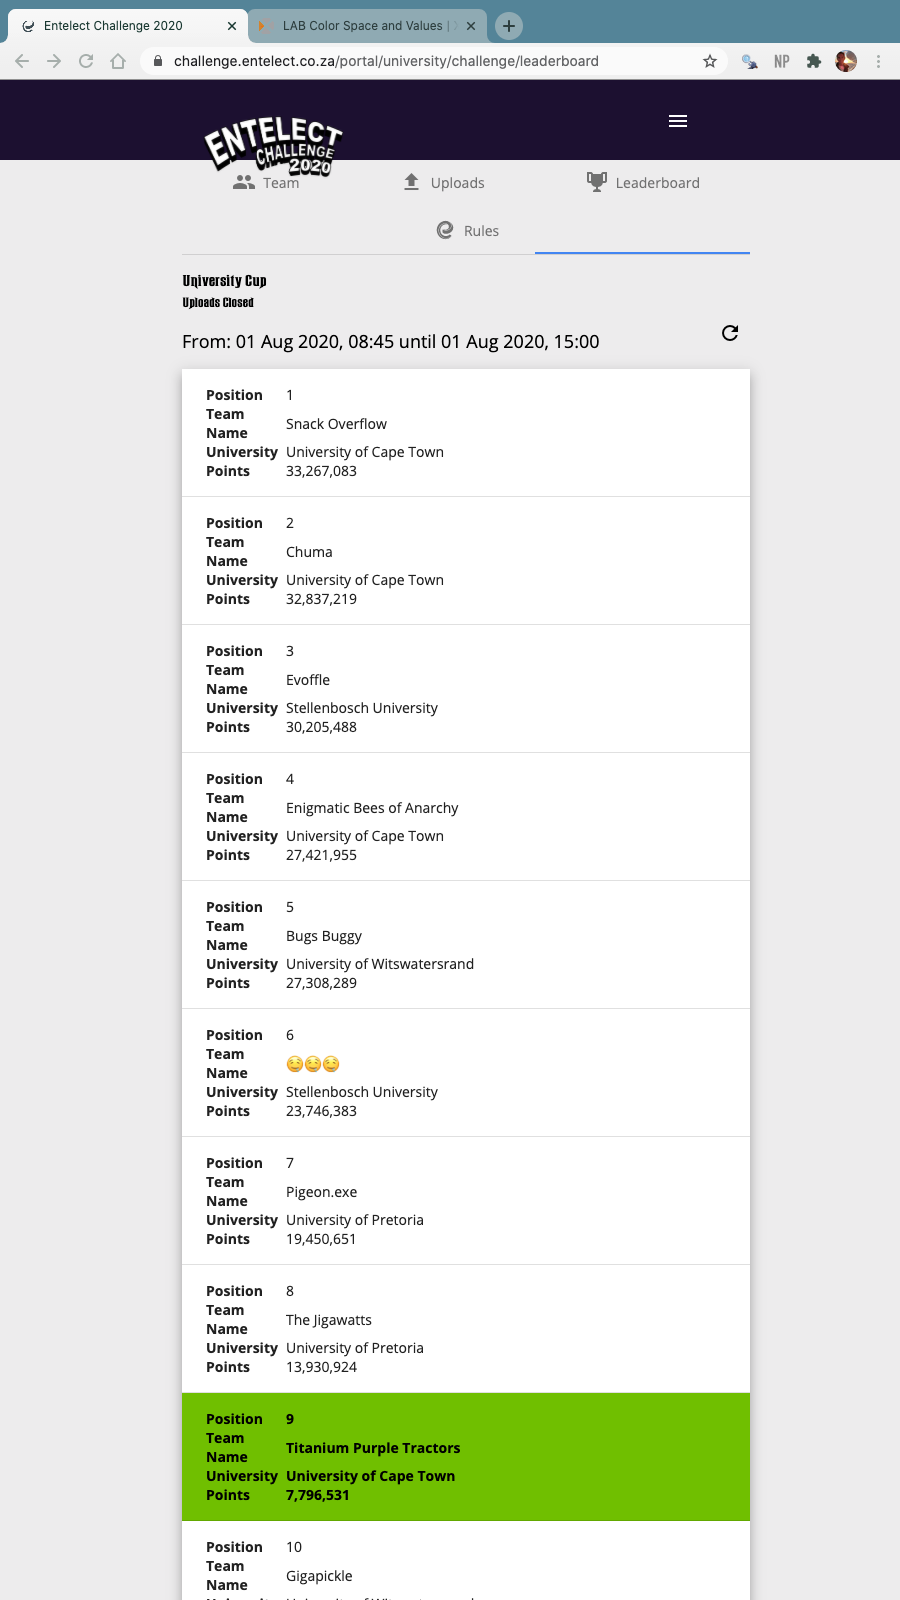 Entelect Challenge 2020
LAB Color Space and Values |
challenge.entelect.co.za/portal/university/challenge/leaderboard
NP
ENTELECT
CHALLENGE
2020
Team
Uploads
Leaderboard
Rules
University Cup
Uploads Closed
From: 01 Aug 2020, 08:45 until 01 Aug 2020, 15:00
Position 1
Team Name Snack Overflow
University University of Cape Town
Points 33,267,083
Position 2
Team Name Chuma
University University of Cape Town
Points 32,837,219
Position 3
Team Name Evoffle
University Stellenbosch University
Points 30,205,488
Position 4
Team Name Enigmatic Bees of Anarchy
University University of Cape Town
Points 27,421,955
Position 5
Team Name Bugs Buggy
University University of Witswatersrand
Points 27,308,289
Position 6
Team Name 😋😋😋
University Stellenbosch University
Points 23,746,383
Position 7
Team Name Pigeon.exe
University University of Pretoria
Points 19,450,651
Position 8
Team Name The Jigawatts
University University of Pretoria
Points 13,930,924
Position 9
Team Name Titanium Purple Tractors
University University of Cape Town
Points 7,796,531
Position 10
Team Name Gigapickle